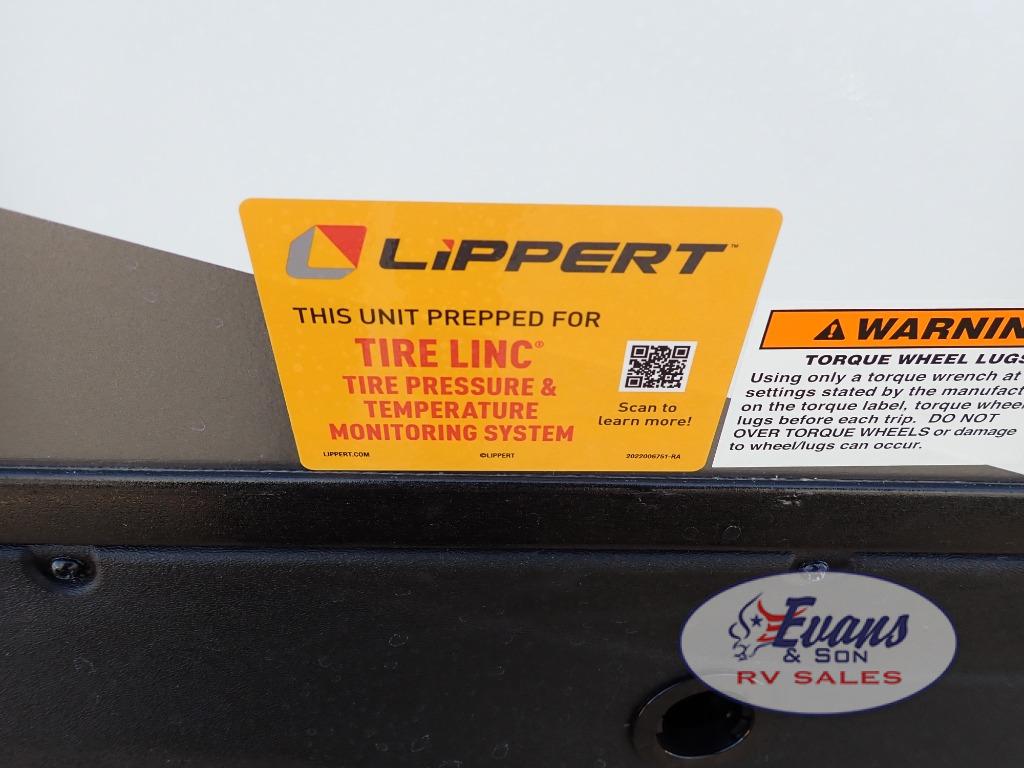 LiPPERT™
THIS UNIT PREPPED FOR
TIRE LINC®
TIRE PRESSURE &
TEMPERATURE
MONITORING SYSTEM
Scan to
learn more!
LIPPERT.COM ©LIPPERT 2022006751-RA
WARNIN
TORQUE WHEEL LUGS
Using only a torque wrench at
settings stated by the manufact
on the torque label, torque whee
lugs before each trip. DO NOT
OVER TORQUE WHEELS or damage
to wheel/lugs can occur.
Evans
& SON
RV SALES